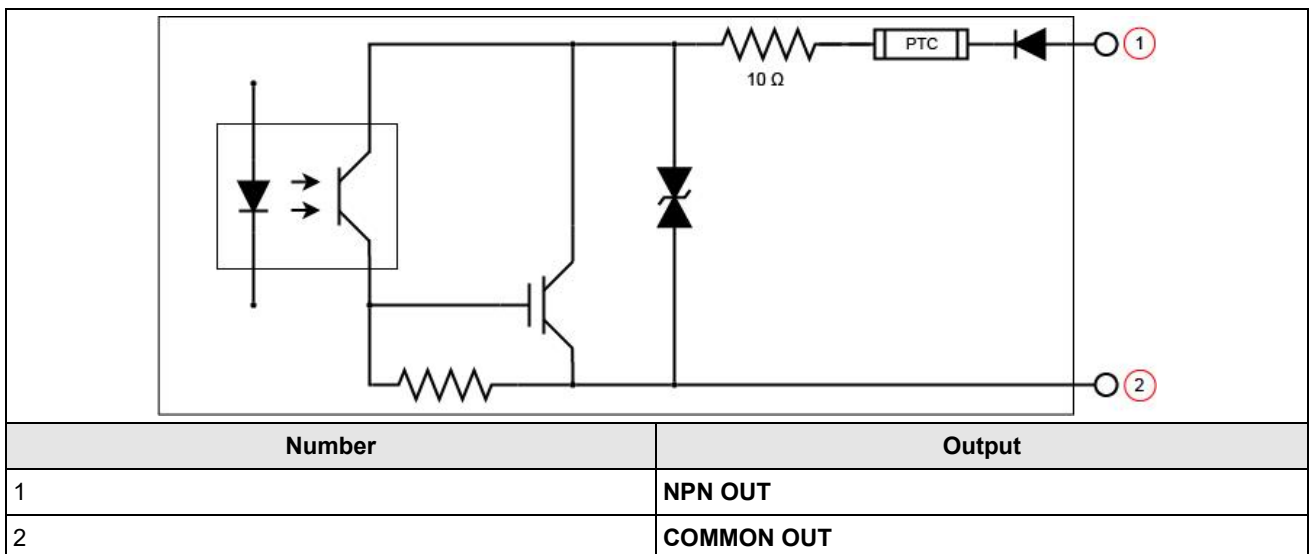 PTC
1
10 Ω
2
Number Output
1 NPN OUT
2 COMMON OUT